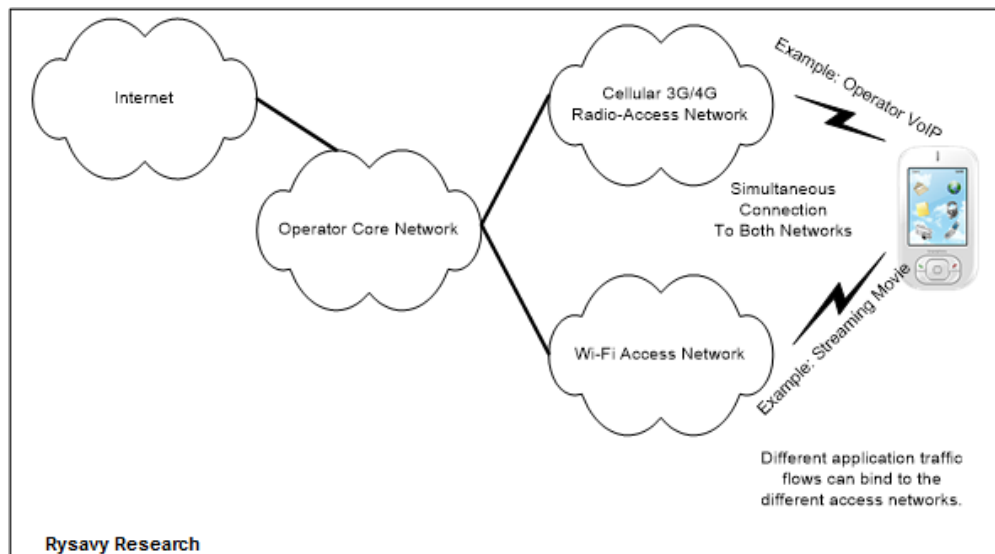 Internet
Operator Core Network
Cellular 3G/4G
Radio-Access Network
Example: Operator VoIP
Simultaneous
Connection
To Both Networks
Wi-Fi Access Network
Example: Streaming Movie
Different application traffic
flows can bind to the
different access networks.
Rysavy Research